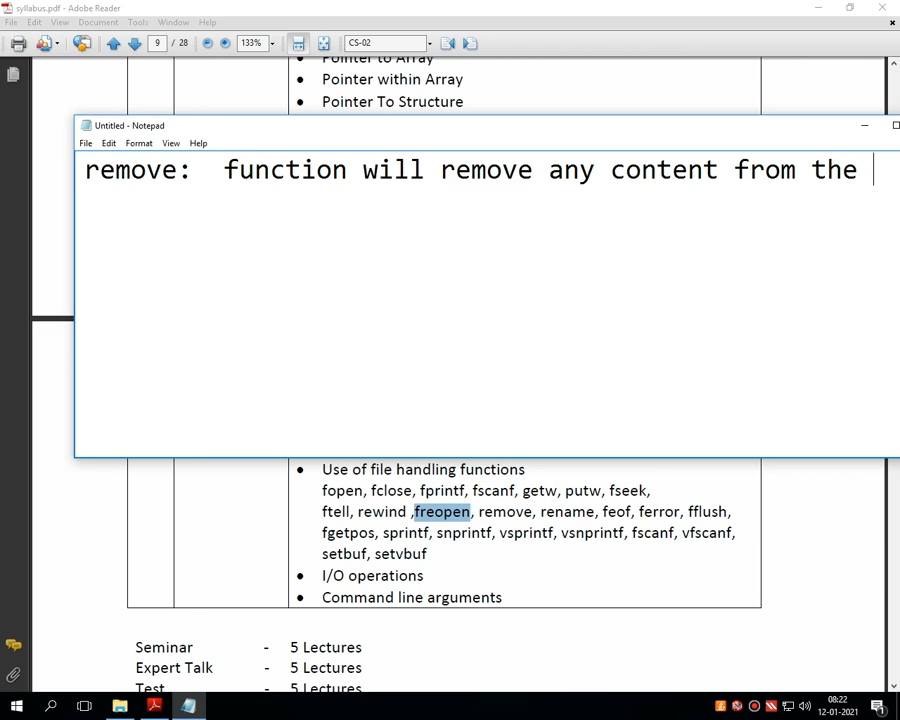 syllabus.pdf - Adobe Reader
File Edit View Document Tools Window Help
9 / 28 133% CS-02
Pointer to Array
• Pointer within Array
• Pointer To Structure
Untitled - Notepad
File Edit Format View Help
remove:  function will remove any content from the
• Use of file handling functions
fopen, fclose, fprintf, fscanf, getw, putw, fseek,
ftell, rewind ,freopen, remove, rename, feof, ferror, fflush,
fgetpos, sprintf, snprintf, vsprintf, vsnprintf, fscanf, vfscanf,
setbuf, setvbuf
• I/O operations
• Command line arguments
Seminar - 5 Lectures
Expert Talk - 5 Lectures
Test - 5 Lectures
08:22
12-01-2021